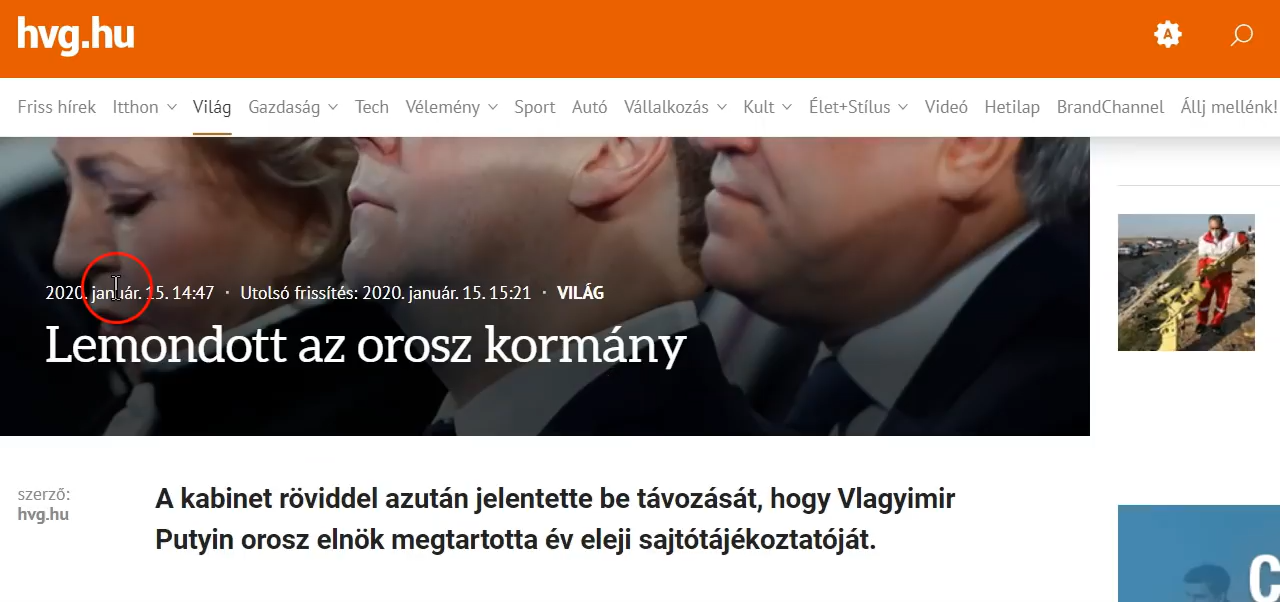 hvg.hu
A
Friss hírek Itthon Világ Gazdaság Tech Vélemény Sport Autó Vállalkozás Kult Élet+Stílus Videó Hetilap BrandChannel Állj mellénk!
2020. január. 15. 14:47 · Utolsó frissítés: 2020. január. 15. 15:21 · VILÁG
Lemondott az orosz kormány
szerző:
hvg.hu
A kabinet röviddel azután jelentette be távozását, hogy Vlagyimir
Putyin orosz elnök megtartotta év eleji sajtótájékoztatóját.
C